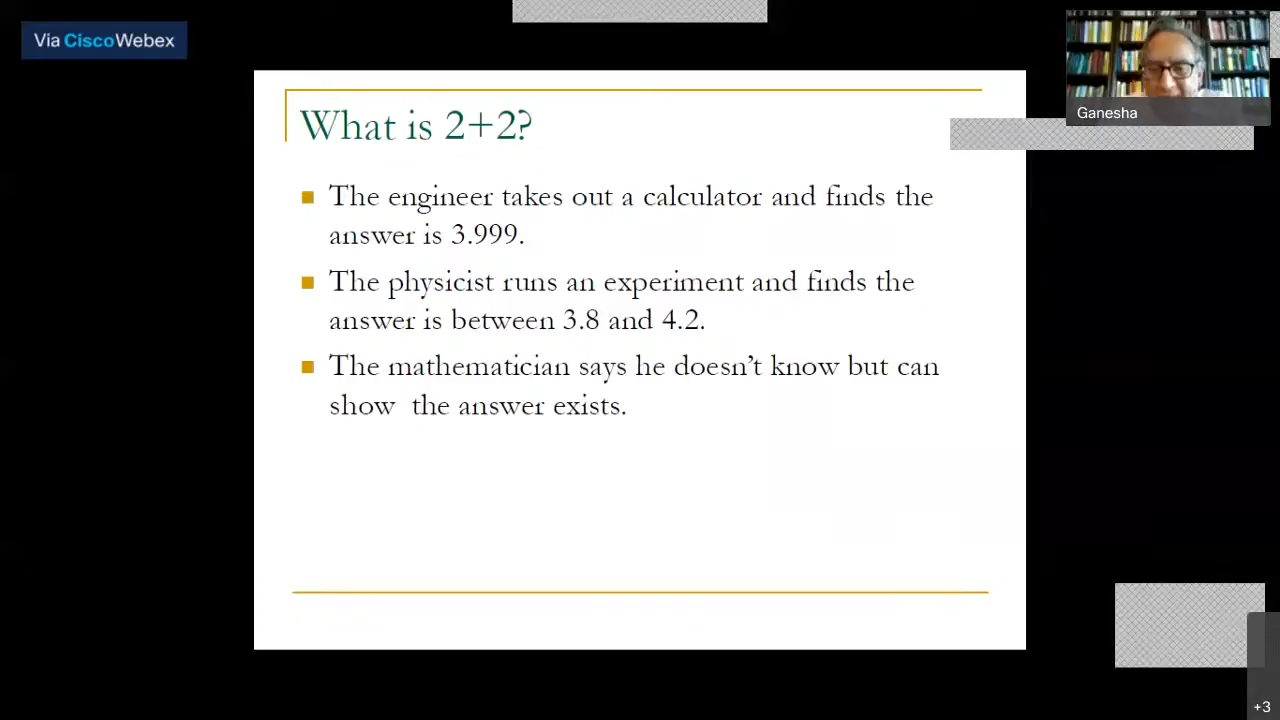 Via CiscoWebex
Ganesha
What is 2+2?
The engineer takes out a calculator and finds the
answer is 3.999.
The physicist runs an experiment and finds the
answer is between 3.8 and 4.2.
The mathematician says he doesn’t know but can
show  the answer exists.
+3